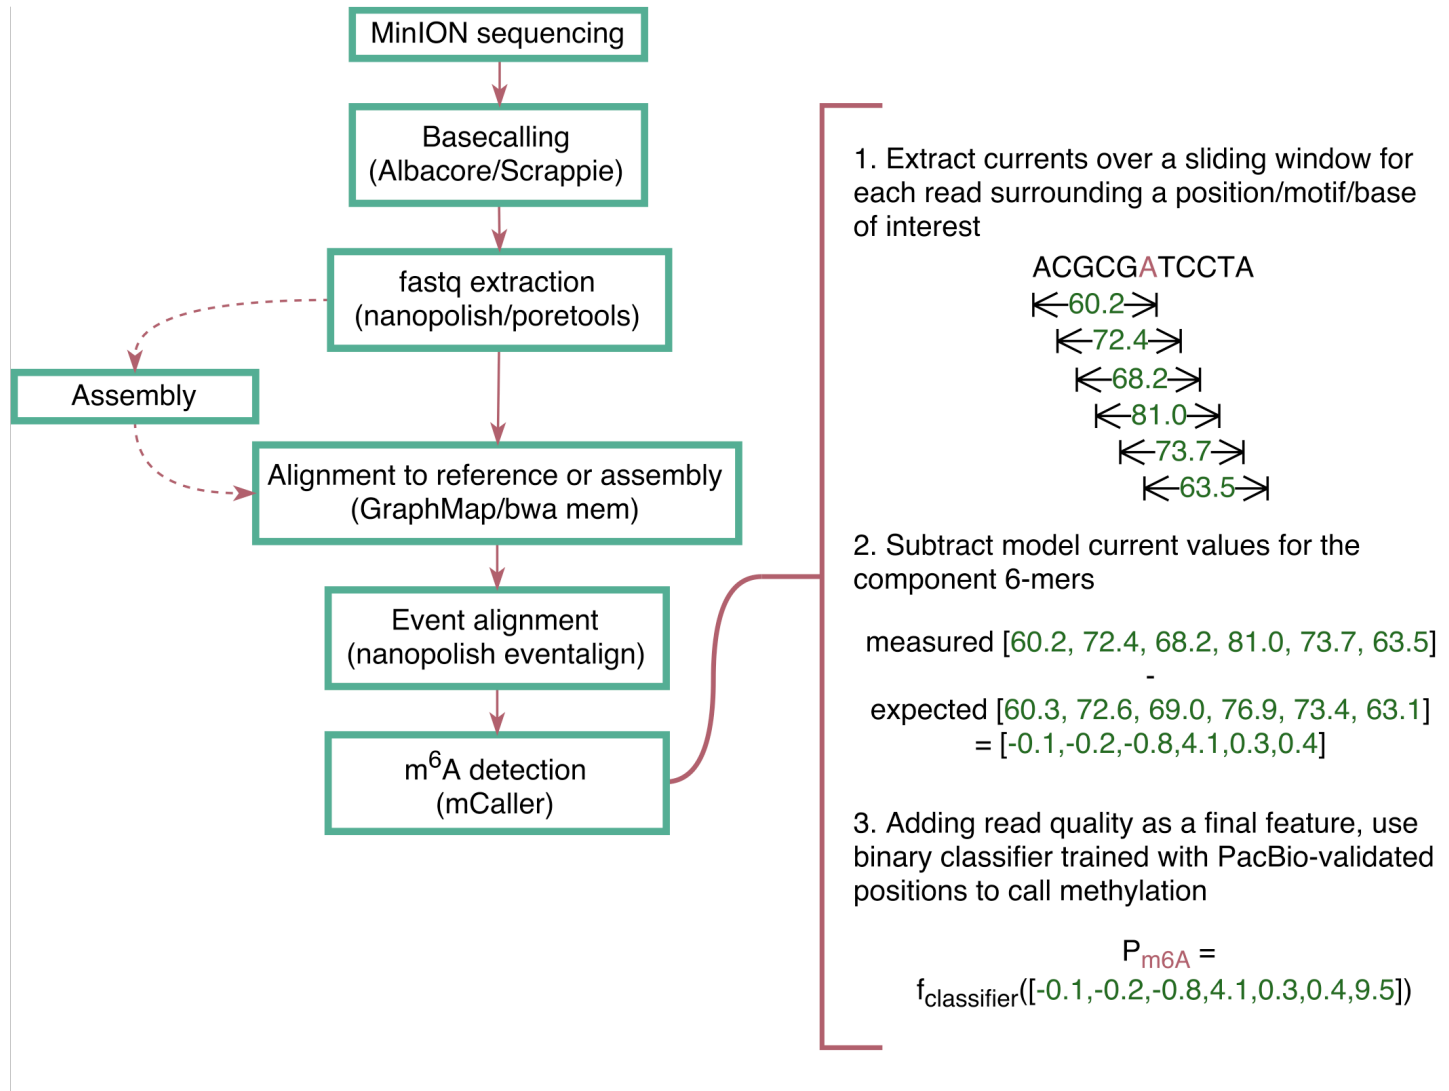 MinION sequencing
Basecalling
(Albacore/Scrappie)
fastq extraction
(nanopolish/poretools)
Assembly
Alignment to reference or assembly
(GraphMap/bwa mem)
Event alignment
(nanopolish eventalign)
m⁶A detection
(mCaller)
1. Extract currents over a sliding window for
each read surrounding a position/motif/base
of interest
ACGCGATCCTA
60.2
72.4
68.2
81.0
73.7
63.5
2. Subtract model current values for the
component 6-mers
measured [60.2, 72.4, 68.2, 81.0, 73.7, 63.5]
-
expected [60.3, 72.6, 69.0, 76.9, 73.4, 63.1]
= [-0.1,-0.2,-0.8,4.1,0.3,0.4]
3. Adding read quality as a final feature, use
binary classifier trained with PacBio-validated
positions to call methylation
Pm6A =
fclassifier([-0.1,-0.2,-0.8,4.1,0.3,0.4,9.5])